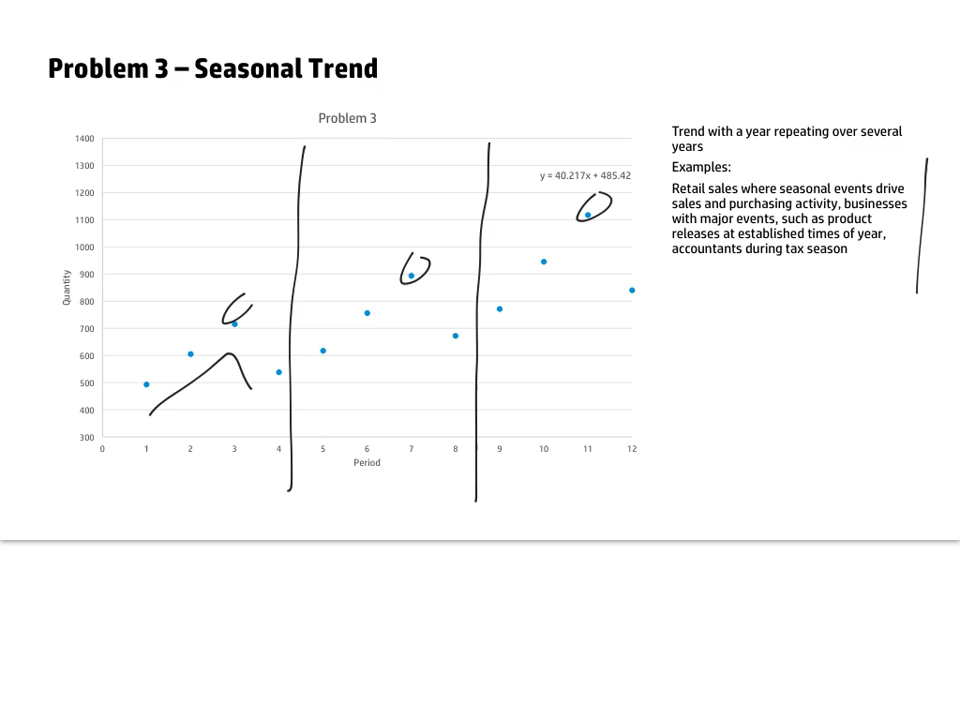 Problem 3 – Seasonal Trend
Problem 3
1400
1300
1200
1100
1000
900
800
700
600
500
400
300
Quantity
y = 40.217x + 485.42
0 1 2 3 4 5 6 7 8 9 10 11 12
Period
Trend with a year repeating over several
years
Examples:
Retail sales where seasonal events drive
sales and purchasing activity, businesses
with major events, such as product
releases at established times of year,
accountants during tax season